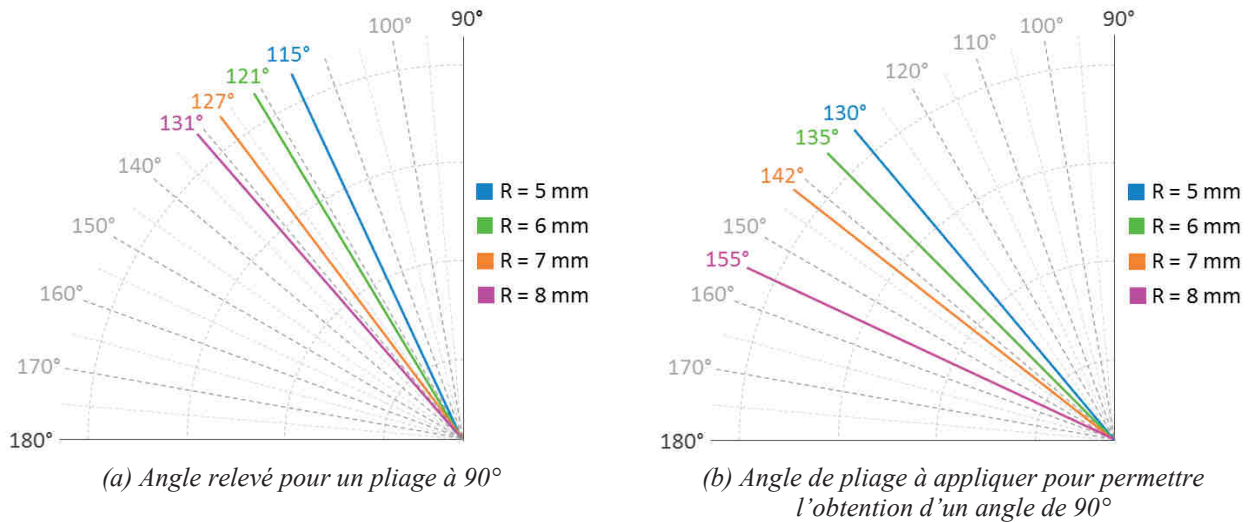 90°
100°
115°
121°
127°
131°
140°
150°
160°
170°
180°
R = 5 mm
R = 6 mm
R = 7 mm
R = 8 mm
(a) Angle relevé pour un pliage à 90°
90°
100°
110°
120°
130°
135°
142°
150°
155°
160°
170°
180°
R = 5 mm
R = 6 mm
R = 7 mm
R = 8 mm
(b) Angle de pliage à appliquer pour permettre
l’obtention d’un angle de 90°